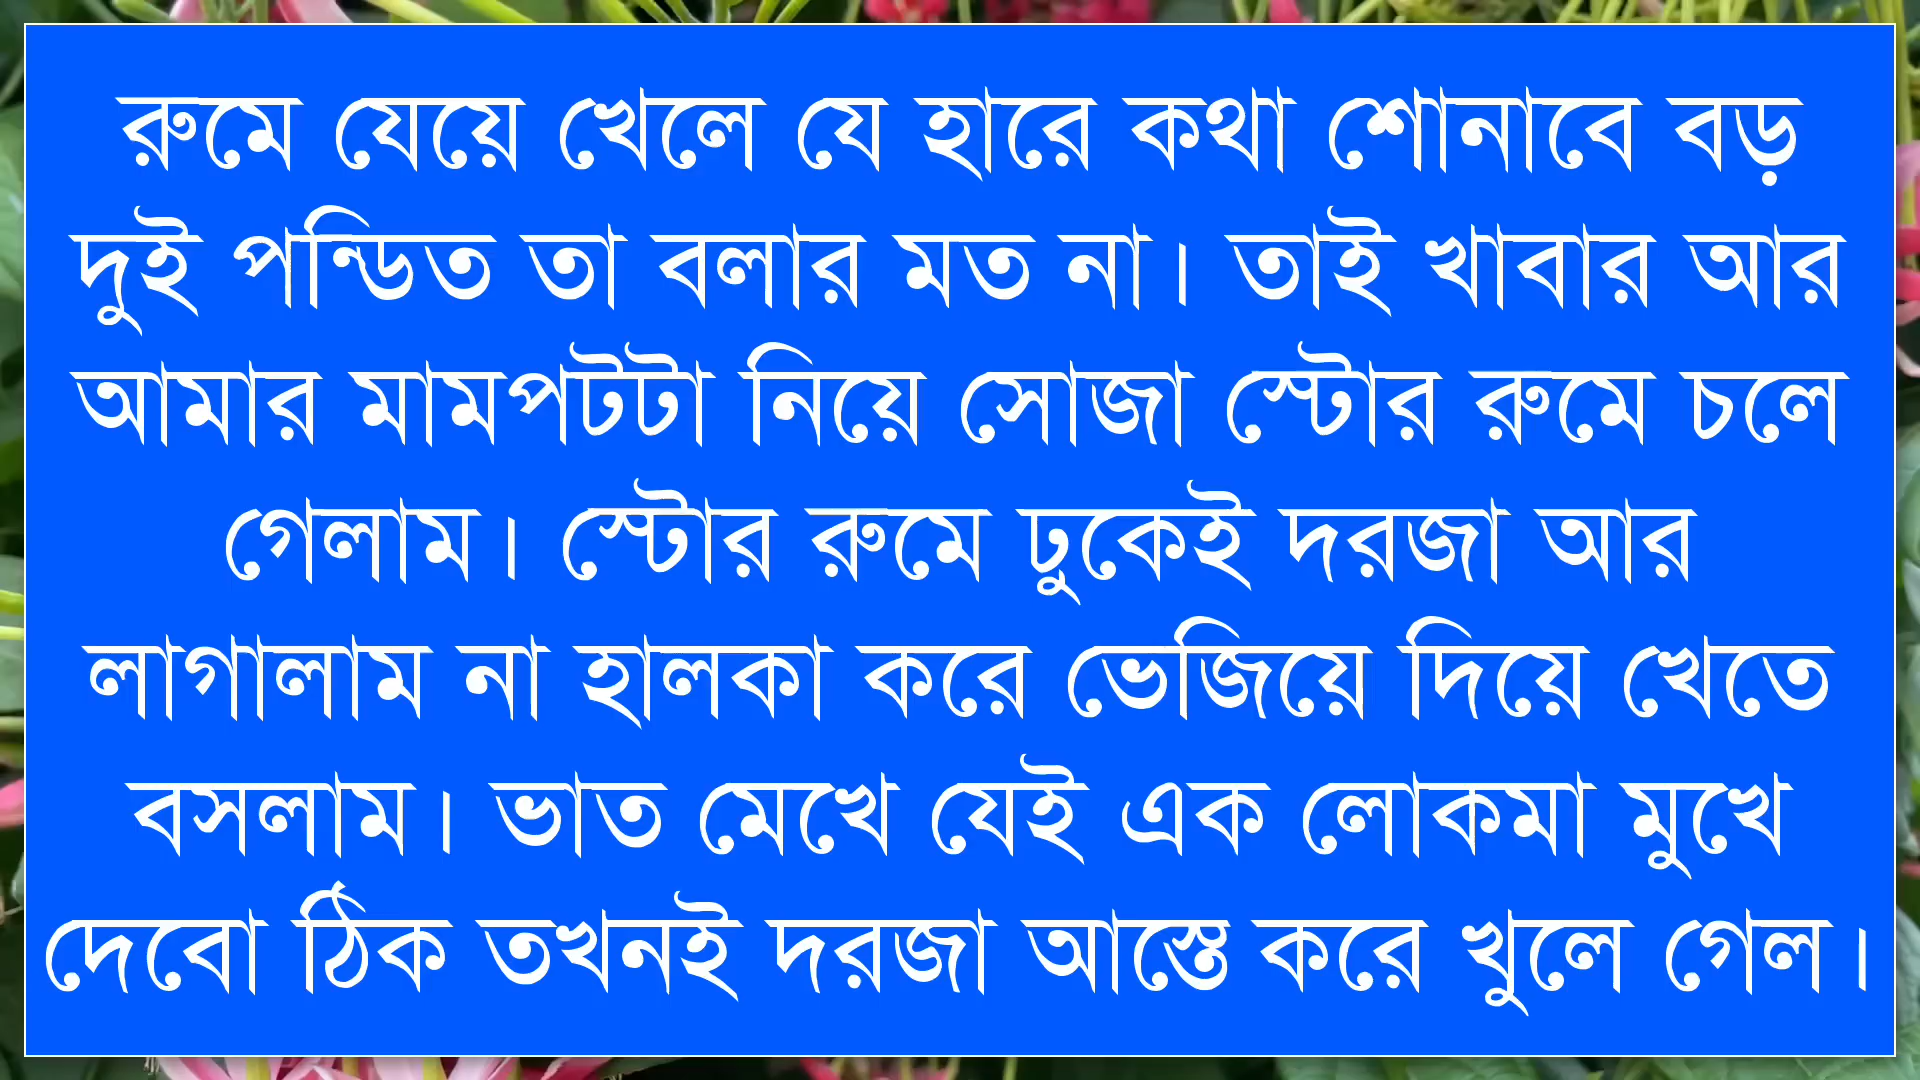 রুমে যেয়ে খেলে যে হারে কথা শোনাবে বড়
দুই পন্ডিত তা বলার মত না। তাই খাবার আর
আমার মামপটটা নিয়ে সোজা স্টোর রুমে চলে
গেলাম। স্টোর রুমে ঢুকেই দরজা আর
লাগালাম না হালকা করে ভেজিয়ে দিয়ে খেতে
বসলাম। ভাত মেখে যেই এক লোকমা মুখে
দেবো ঠিক তখনই দরজা আস্তে করে খুলে গেল।